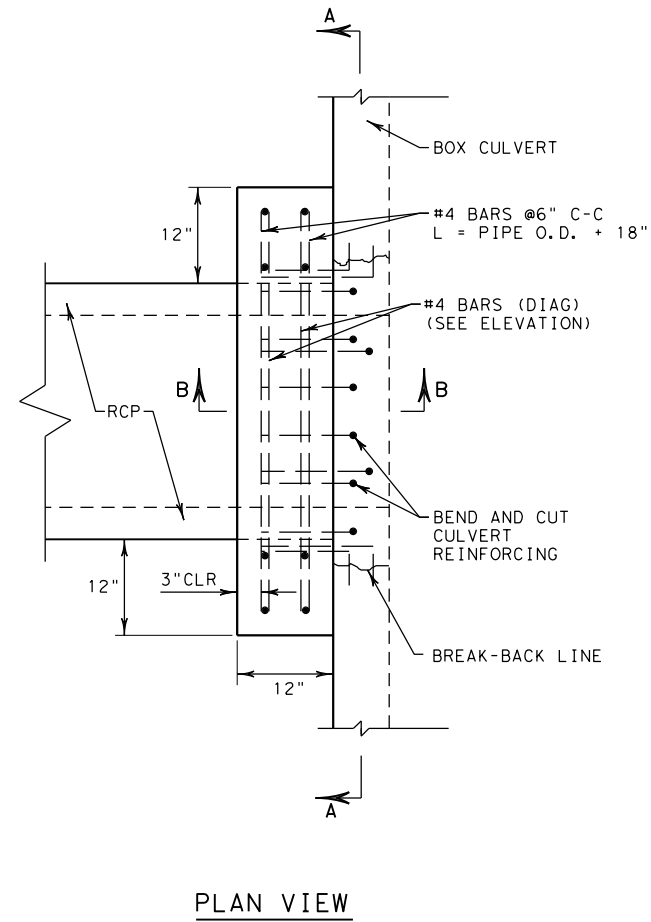 A
BOX CULVERT
#4 BARS @6" C-C
L = PIPE O.D. + 18"
12"
#4 BARS (DIAG)
(SEE ELEVATION)
B
B
RCP
BEND AND CUT
CULVERT
REINFORCING
3"CLR
12"
BREAK-BACK LINE
12"
A
PLAN VIEW